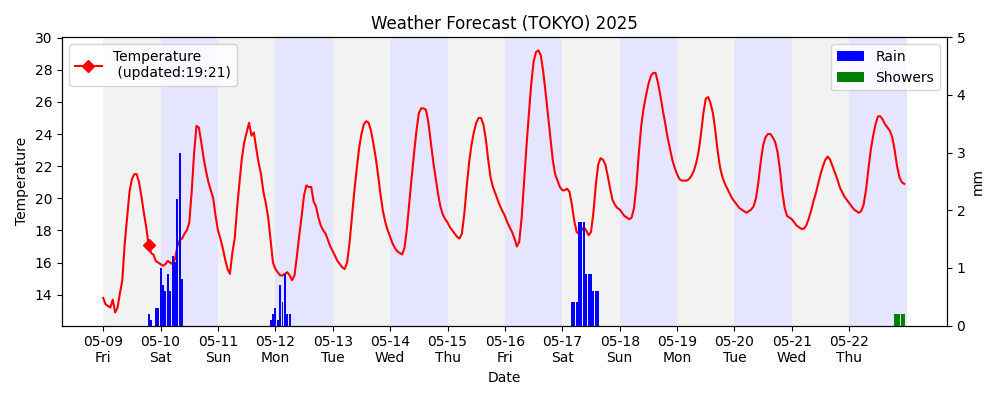 Weather Forecast (TOKYO) 2025
Temperature
(updated:19:21)
Rain
Showers
30
28
26
24
22
20
18
16
14
Temperature
5
4
3
2
1
0
mm
05-09 05-10 05-11 05-12 05-13 05-14 05-15 05-16 05-17 05-18 05-19 05-20 05-21 05-22
Fri Sat Sun Mon Tue Wed Thu Fri Sat Sun Mon Tue Wed Thu
Date